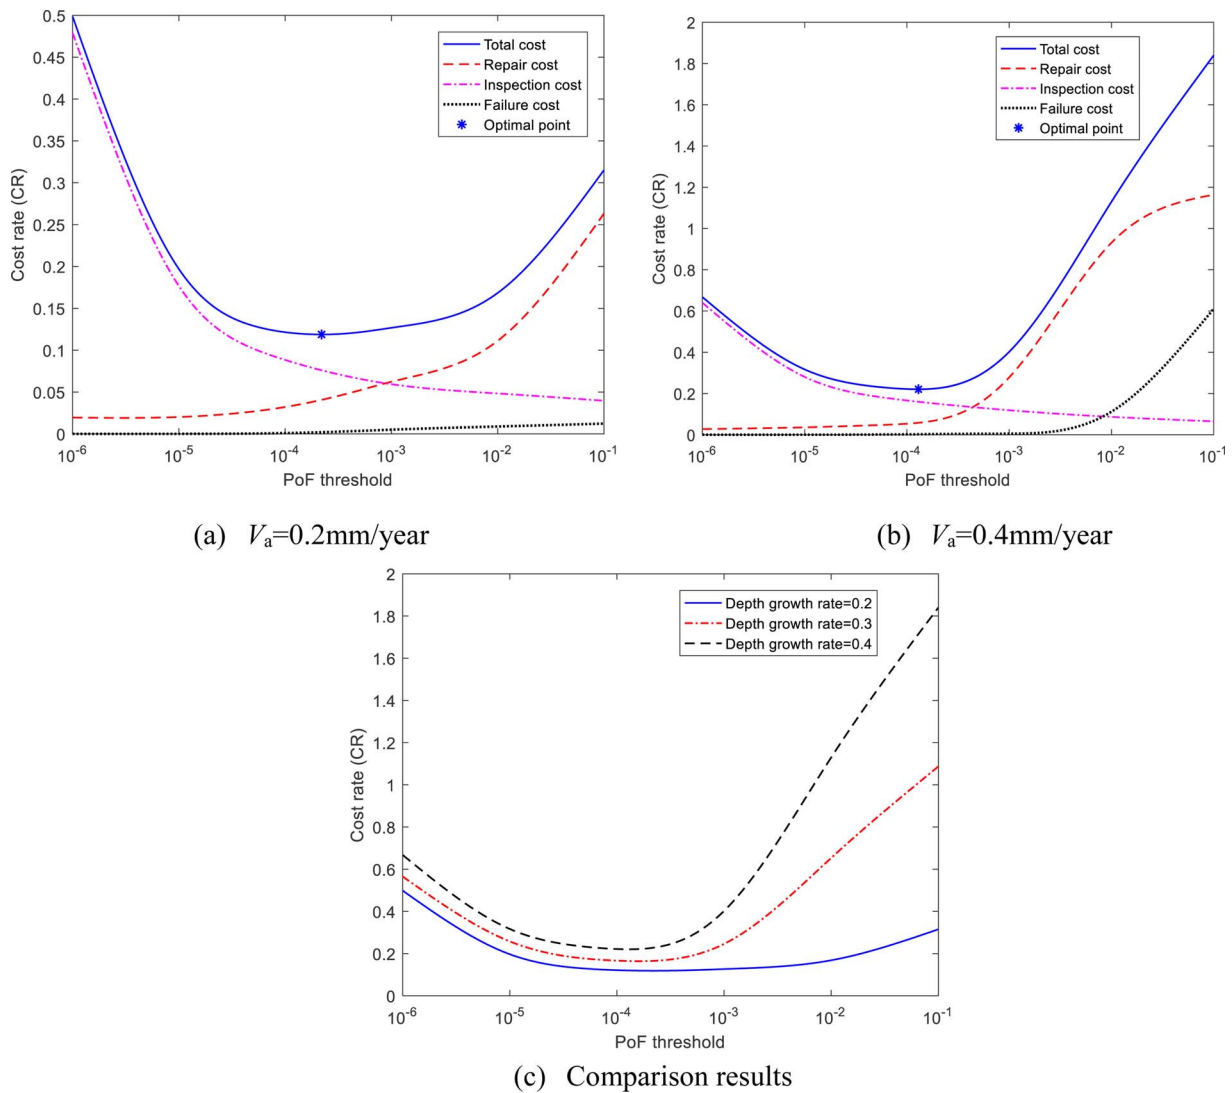 0.5
0.45
0.4
0.35
0.3
0.25
0.2
0.15
0.1
0.05
0
Cost rate (CR)
Total cost
Repair cost
Inspection cost
Failure cost
Optimal point
10-6 10-5 10-4 10-3 10-2 10-1
PoF threshold
(a) Va=0.2mm/year
2
1.8
1.6
1.4
1.2
1
0.8
0.6
0.4
0.2
0
Cost rate (CR)
Total cost
Repair cost
Inspection cost
Failure cost
Optimal point
10-6 10-5 10-4 10-3 10-2 10-1
PoF threshold
(b) Va=0.4mm/year
2
1.8
1.6
1.4
1.2
1
0.8
0.6
0.4
0.2
0
Cost rate (CR)
Depth growth rate=0.2
Depth growth rate=0.3
Depth growth rate=0.4
10-6 10-5 10-4 10-3 10-2 10-1
PoF threshold
(c) Comparison results